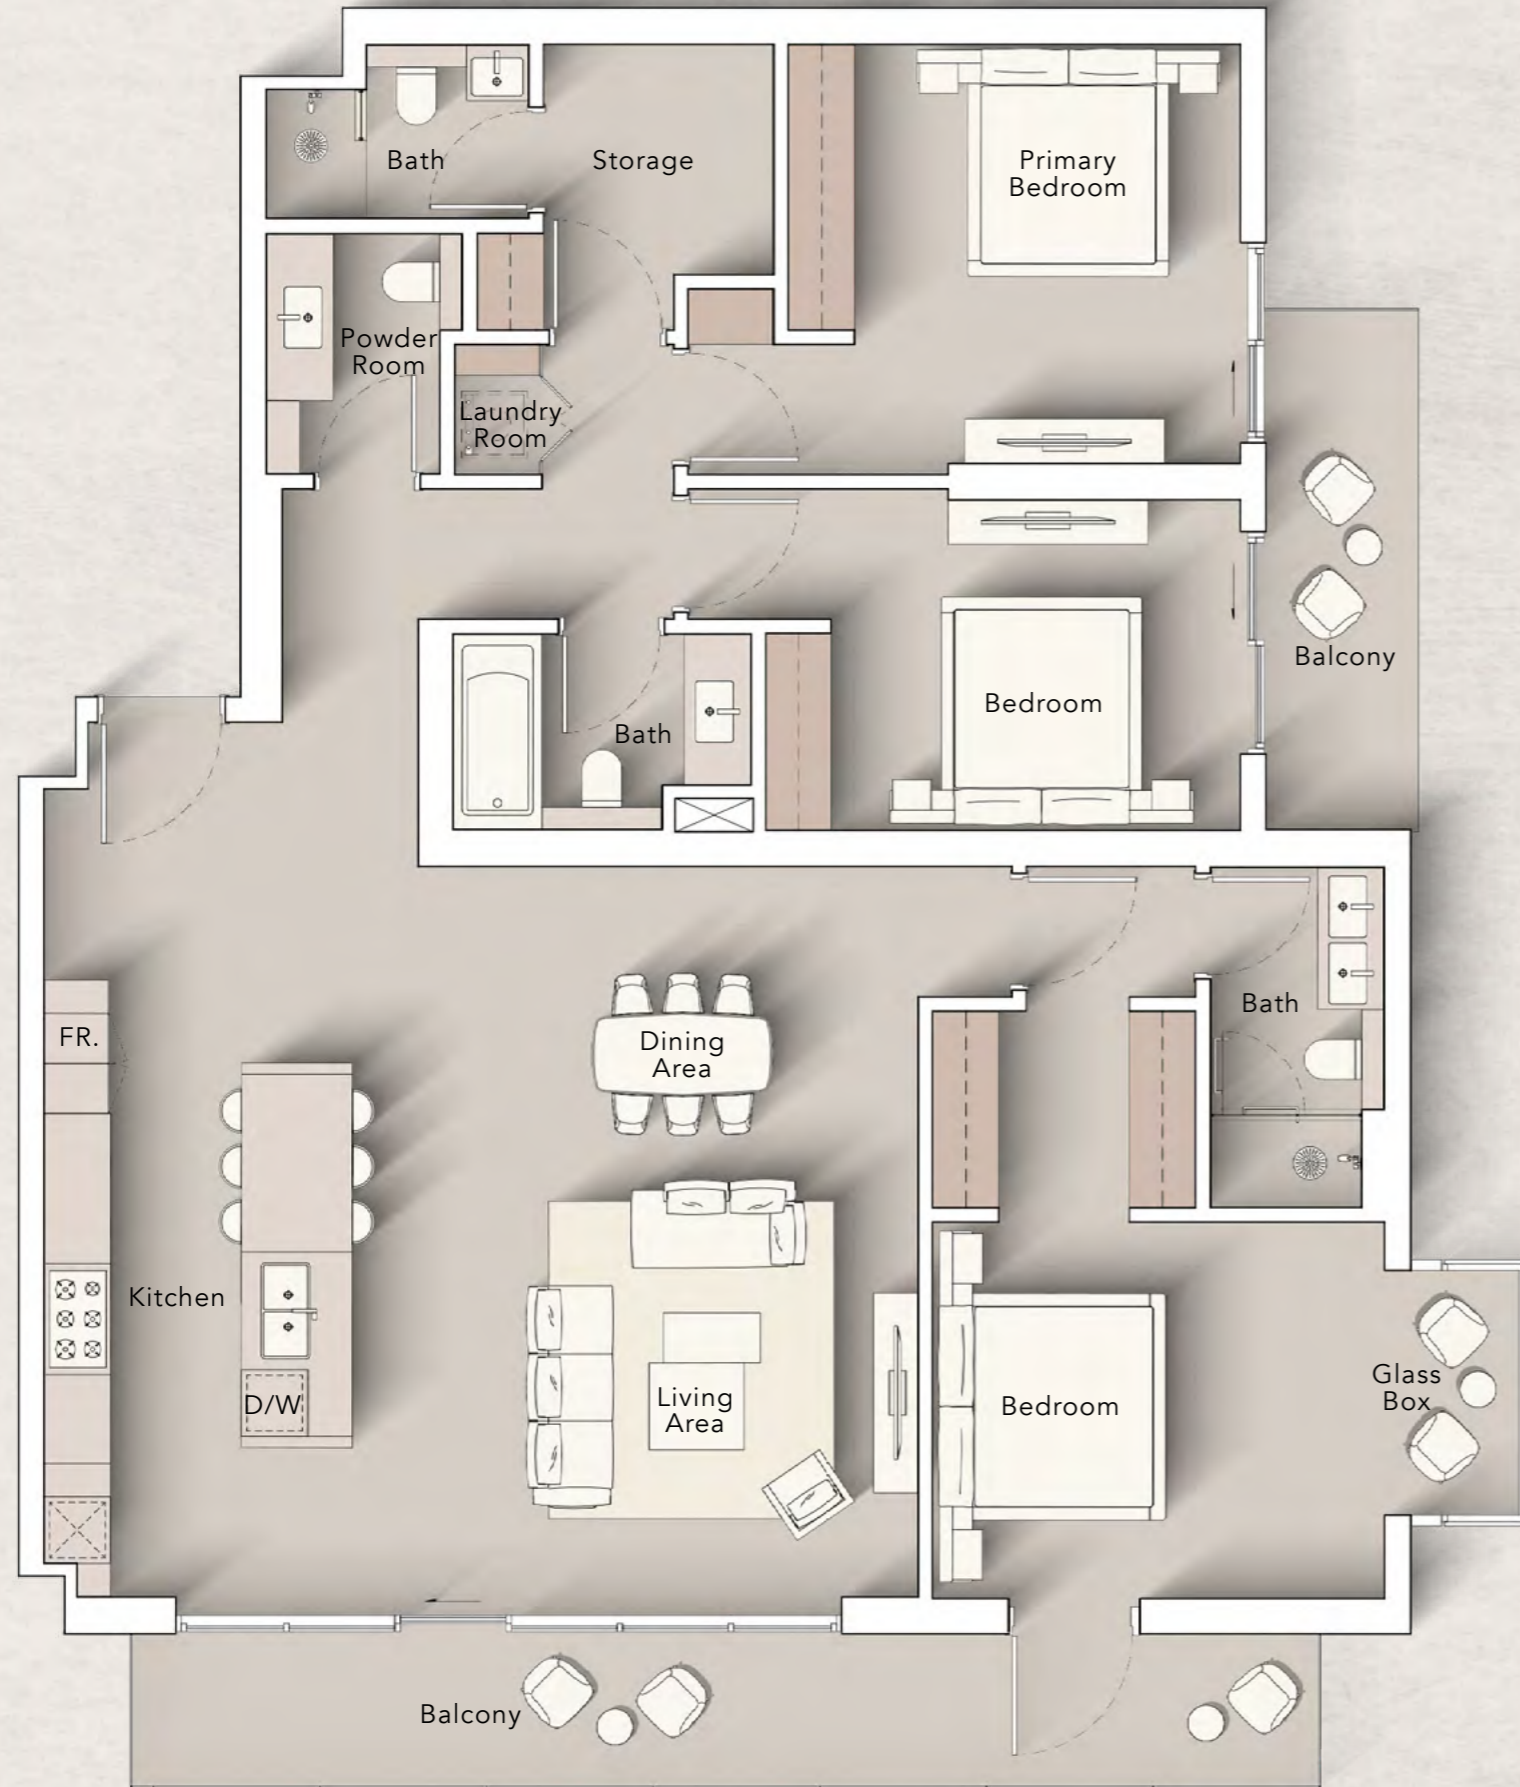 Bath
Storage
Primary
Bedroom
Powder
Room
Laundry
Room
Balcony
Bedroom
Bath
Bath
FR.
Dining
Area
Kitchen
Glass
Box
D/W
Living
Area
Bedroom
Balcony